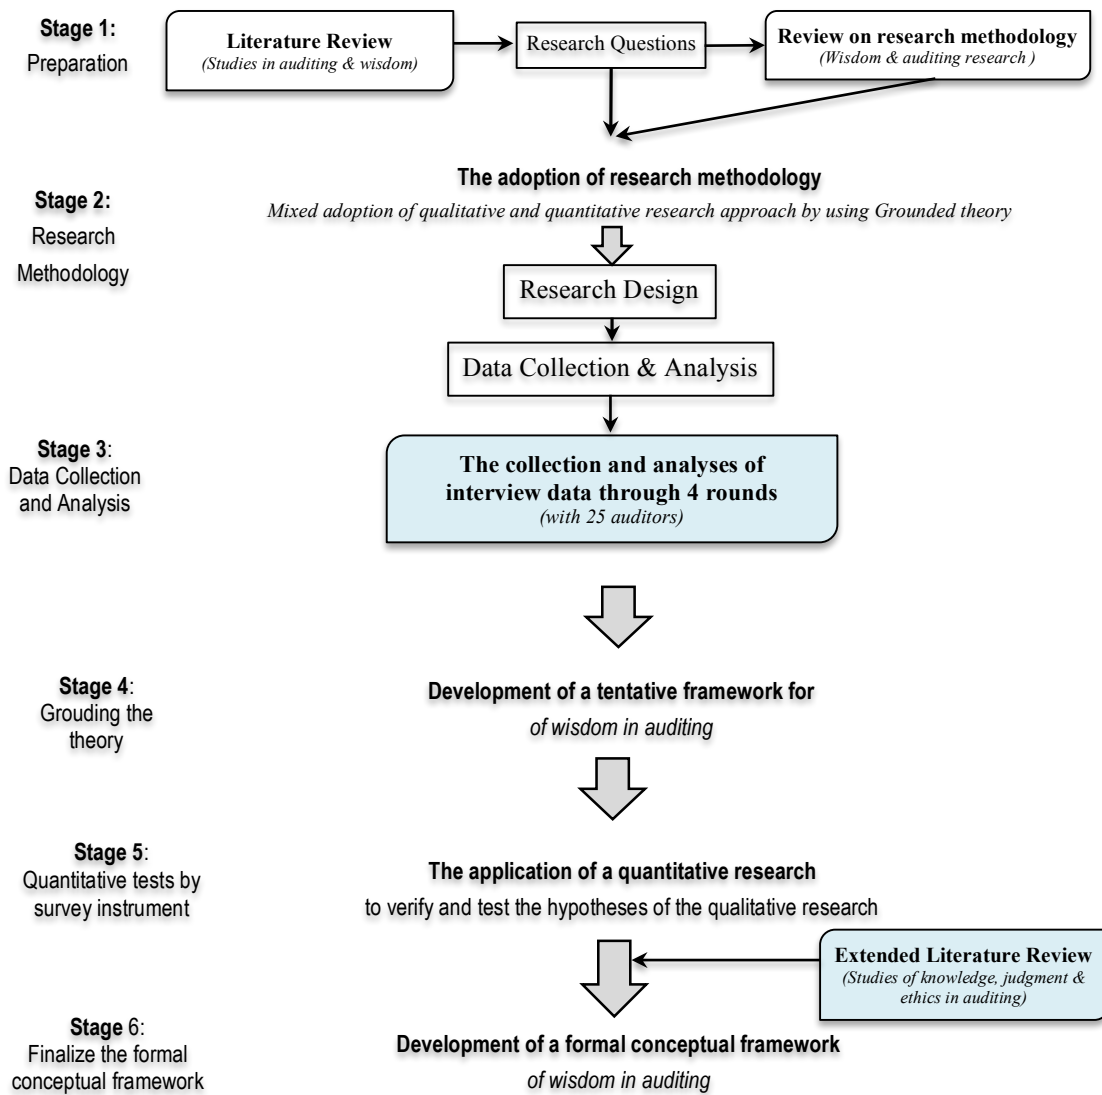 Stage 1:
Preparation
Literature Review
(Studies in auditing & wisdom)
Research Questions
Review on research methodology
(Wisdom & auditing research )
Stage 2:
Research
Methodology
The adoption of research methodology
Mixed adoption of qualitative and quantitative research approach by using Grounded theory
Research Design
Data Collection & Analysis
Stage 3:
Data Collection
and Analysis
The collection and analyses of
interview data through 4 rounds
(with 25 auditors)
Stage 4:
Grouding the
theory
Development of a tentative framework for
of wisdom in auditing
Stage 5:
Quantitative tests by
survey instrument
The application of a quantitative research
to verify and test the hypotheses of the qualitative research
Extended Literature Review
(Studies of knowledge, judgment &
ethics in auditing)
Stage 6:
Finalize the formal
conceptual framework
Development of a formal conceptual framework
of wisdom in auditing